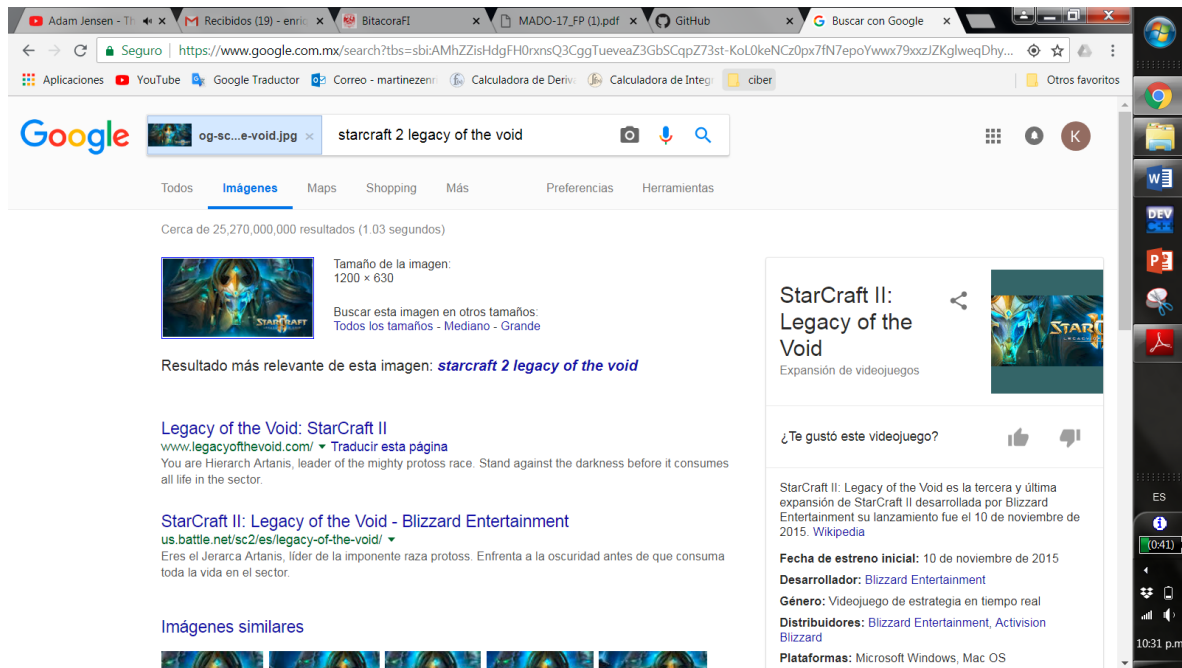 Adam Jensen - Th
Recibidos (19) - enric
BitacoraFI
MADO-17_FP (1).pdf
GitHub
Buscar con Google
Seguro
https://www.google.com.mx/search?tbs=sbi:AMhZZisHdgFH0rxnsQ3CggTueveaZ3GbSCqpZ73st-KoL0keNCz0px7fN7epoYwwx79xxzJZKglweqDhy...
Aplicaciones
YouTube
Google Traductor
Correo - martinezenri
Calculadora de Deriva
Calculadora de Integr
ciber
Otros favoritos
Google
og-sc...e-void.jpg
starcraft 2 legacy of the void
K
Todos
Imágenes
Maps
Shopping
Más
Preferencias
Herramientas
Cerca de 25,270,000,000 resultados (1.03 segundos)
STARCRAFT
Tamaño de la imagen:
1200 × 630
Buscar esta imagen en otros tamaños:
Todos los tamaños - Mediano - Grande
Resultado más relevante de esta imagen: starcraft 2 legacy of the void
Legacy of the Void: StarCraft II
www.legacyofthevoid.com/ Traducir esta página
You are Hierarch Artanis, leader of the mighty protoss race. Stand against the darkness before it consumes
all life in the sector.
StarCraft II: Legacy of the Void - Blizzard Entertainment
us.battle.net/sc2/es/legacy-of-the-void/
Eres el Jerarca Artanis, líder de la imponente raza protoss. Enfrenta a la oscuridad antes de que consuma
toda la vida en el sector.
Imágenes similares
StarCraft II:
Legacy of the
Void
Expansión de videojuegos
STARC
¿Te gustó este videojuego?
StarCraft II: Legacy of the Void es la tercera y última
expansión de StarCraft II desarrollada por Blizzard
Entertainment su lanzamiento fue el 10 de noviembre de
2015. Wikipedia
Fecha de estreno inicial: 10 de noviembre de 2015
Desarrollador: Blizzard Entertainment
Género: Videojuego de estrategia en tiempo real
Distribuidores: Blizzard Entertainment, Activision
Blizzard
Plataformas: Microsoft Windows, Mac OS
DEV
C++
ES
(0:41)
10:31 p.m